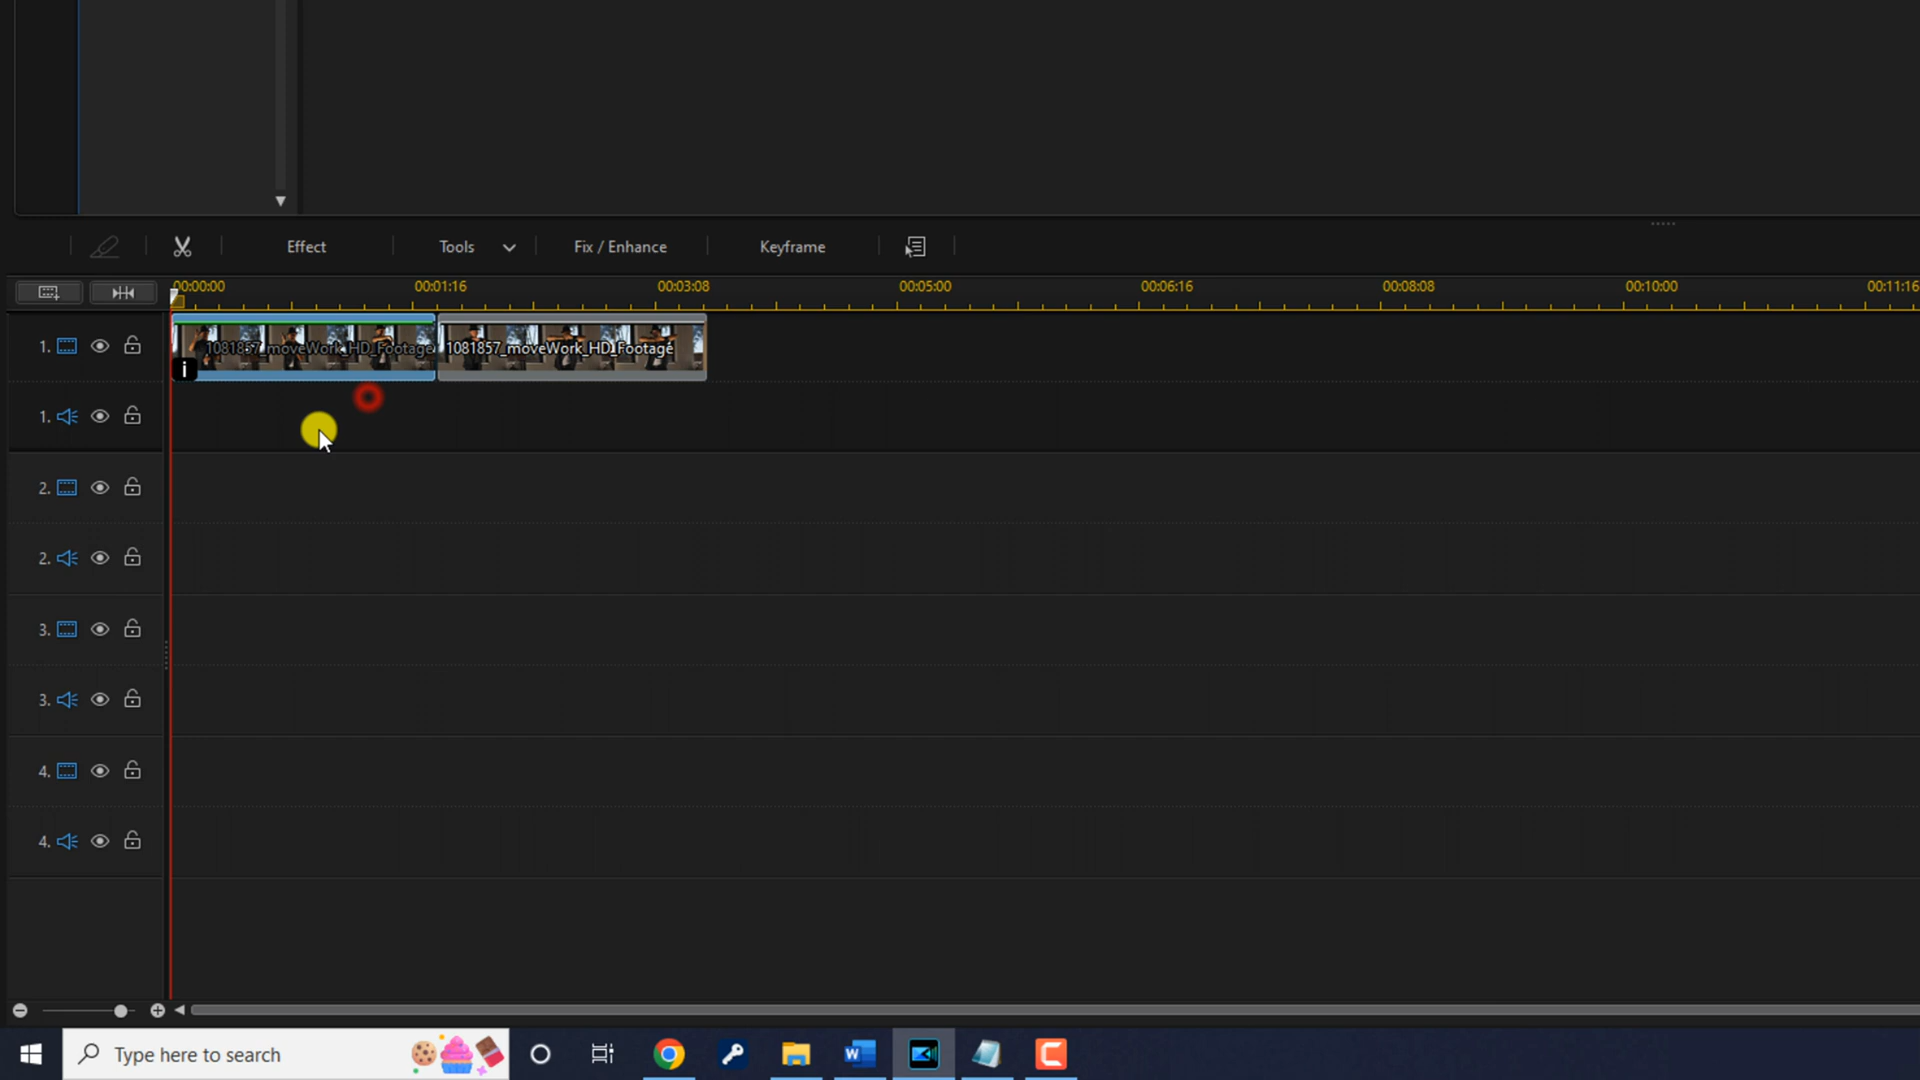 Effect
Tools
Fix / Enhance
Keyframe
00:00:00
00:01:16
00:03:08
00:05:00
00:06:16
00:08:08
00:10:00
00:11:16
1.
1081857_moveWork_HD_Footage
1081857_moveWork_HD_Footage
i
1.
2.
2.
3.
3.
4.
4.
Type here to search
W